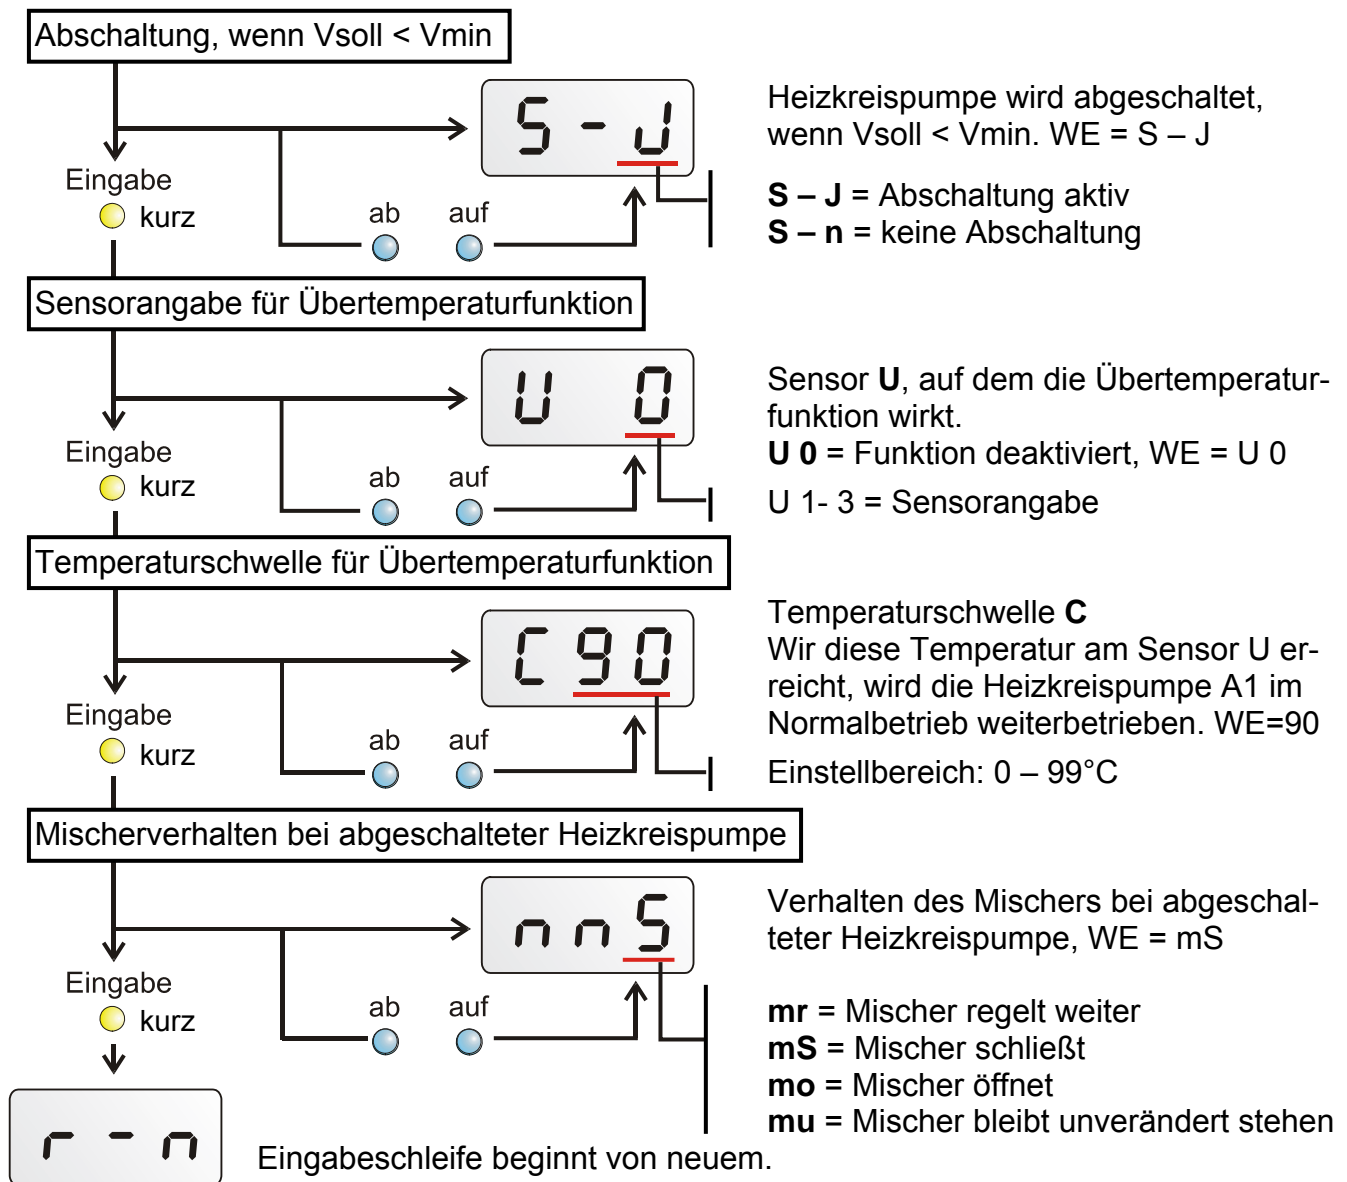 Abschaltung, wenn Vsoll < Vmin
S - J
Heizkreispumpe wird abgeschaltet,
wenn Vsoll < Vmin. WE = S – J
Eingabe
kurz
ab auf
S – J = Abschaltung aktiv
S – n = keine Abschaltung
Sensorangabe für Übertemperaturfunktion
U 0
Sensor U, auf dem die Übertemperatur-
funktion wirkt.
U 0 = Funktion deaktiviert, WE = U 0
U 1- 3 = Sensorangabe
Eingabe
kurz
ab auf
Temperaturschwelle für Übertemperaturfunktion
C 90
Temperaturschwelle C
Wir diese Temperatur am Sensor U er-
reicht, wird die Heizkreispumpe A1 im
Normalbetrieb weiterbetrieben. WE=90
Einstellbereich: 0 – 99°C
Eingabe
kurz
ab auf
Mischerverhalten bei abgeschalteter Heizkreispumpe
n n S
Verhalten des Mischers bei abgeschal-
teter Heizkreispumpe, WE = mS
Eingabe
kurz
ab auf
mr = Mischer regelt weiter
mS = Mischer schließt
mo = Mischer öffnet
mu = Mischer bleibt unverändert stehen
r - n
Eingabeschleife beginnt von neuem.